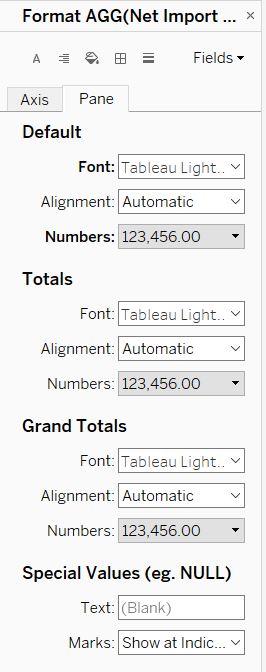 Format AGG(Net Import ... ×
A Fields
Axis Pane
Default
Font: Tableau Light..
Alignment: Automatic
Numbers: 123,456.00
Totals
Font: Tableau Light..
Alignment: Automatic
Numbers: 123,456.00
Grand Totals
Font: Tableau Light..
Alignment: Automatic
Numbers: 123,456.00
Special Values (eg. NULL)
Text: (Blank)
Marks: Show at Indic...